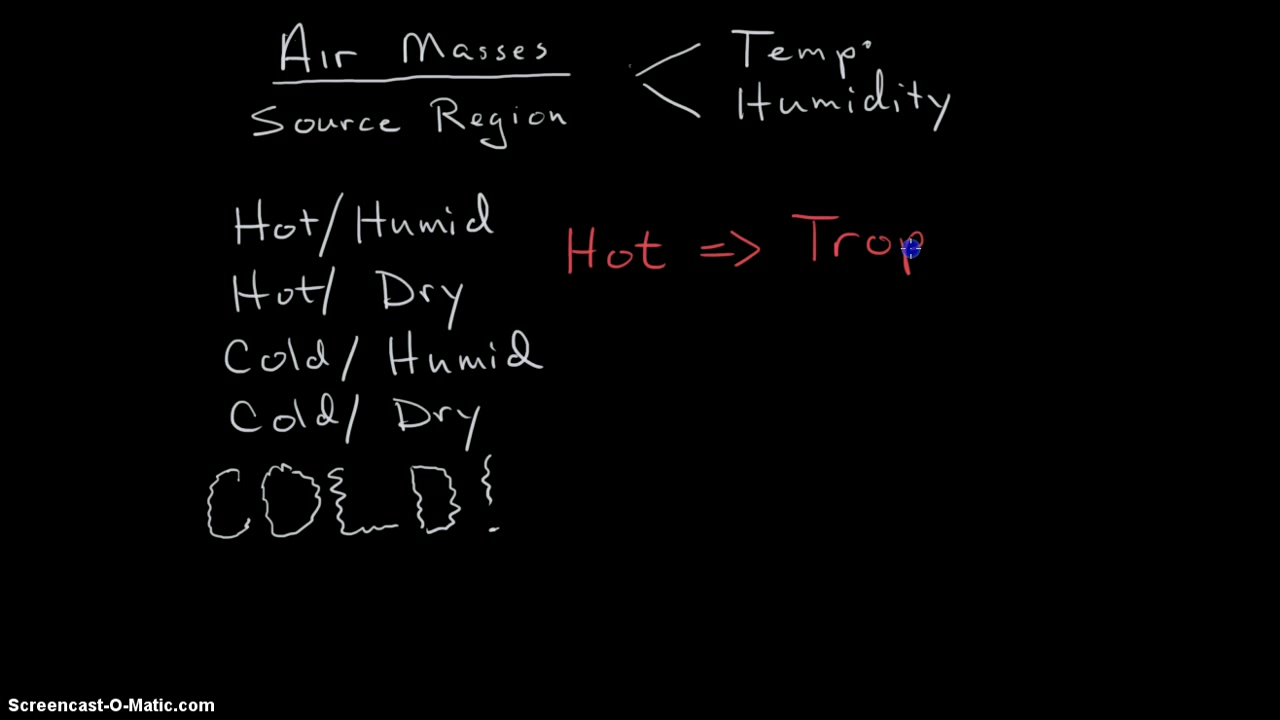 Air Masses
Source Region
Temp.
Humidity
Hot/Humid
Hot/ Dry
Cold/ Humid
Cold/ Dry
COLD!
Hot => Trop
Screencast-O-Matic.com